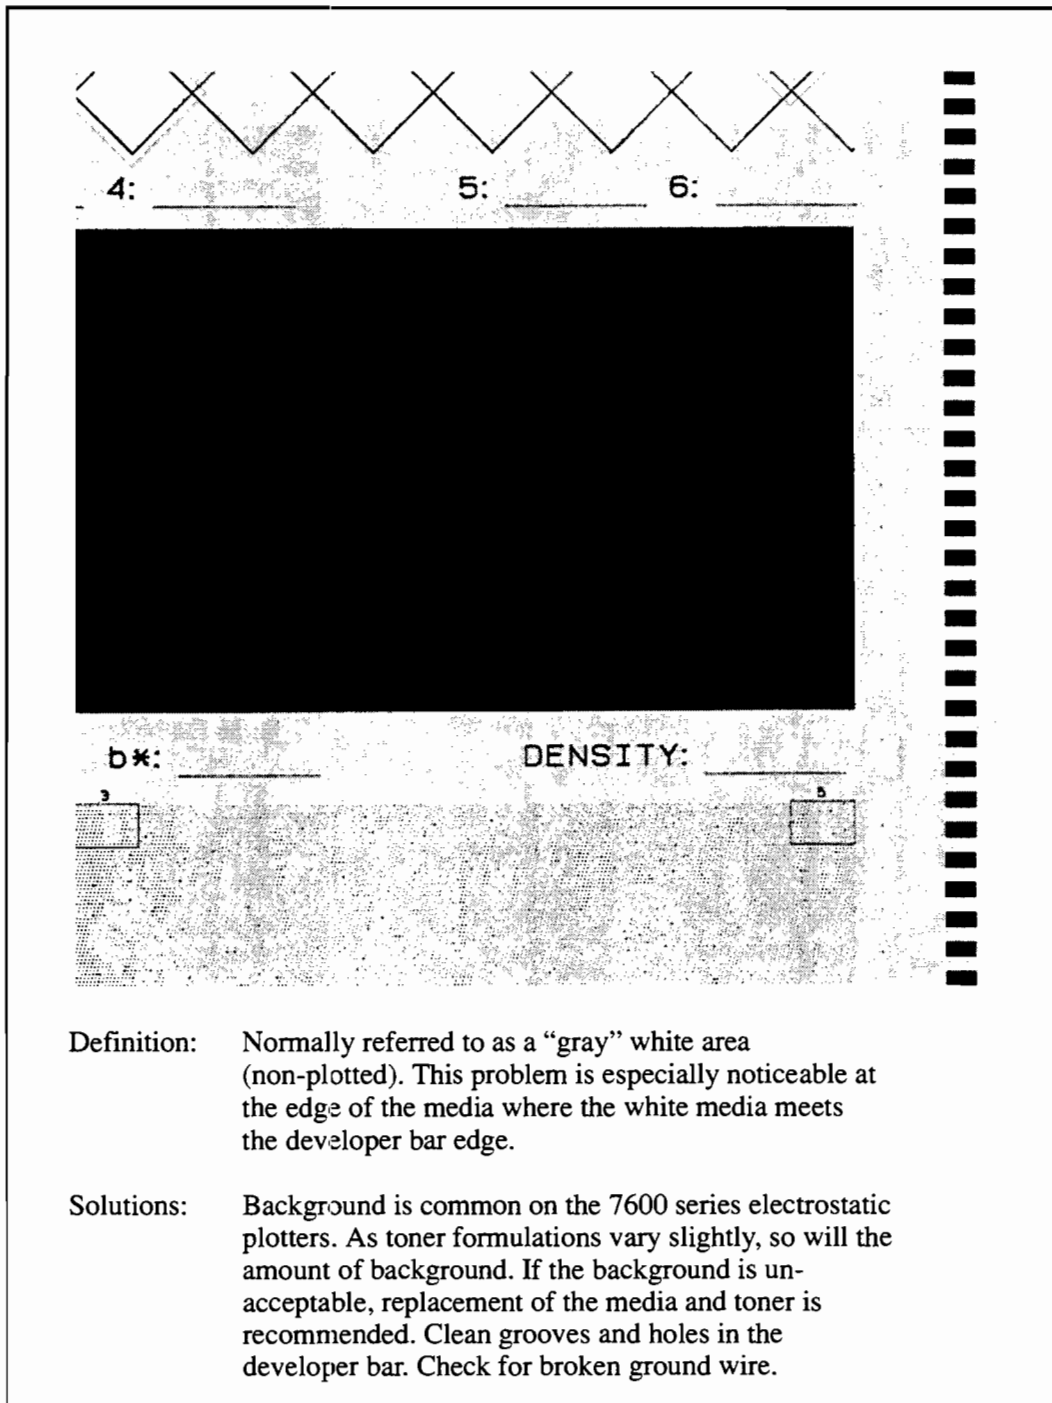 4: 5: 6:
b*: DENSITY:
3 5
Definition: Normally referred to as a “gray” white area
(non-plotted). This problem is especially noticeable at
the edge of the media where the white media meets
the developer bar edge.
Solutions: Background is common on the 7600 series electrostatic
plotters. As toner formulations vary slightly, so will the
amount of background. If the background is un-
acceptable, replacement of the media and toner is
recommended. Clean grooves and holes in the
developer bar. Check for broken ground wire.